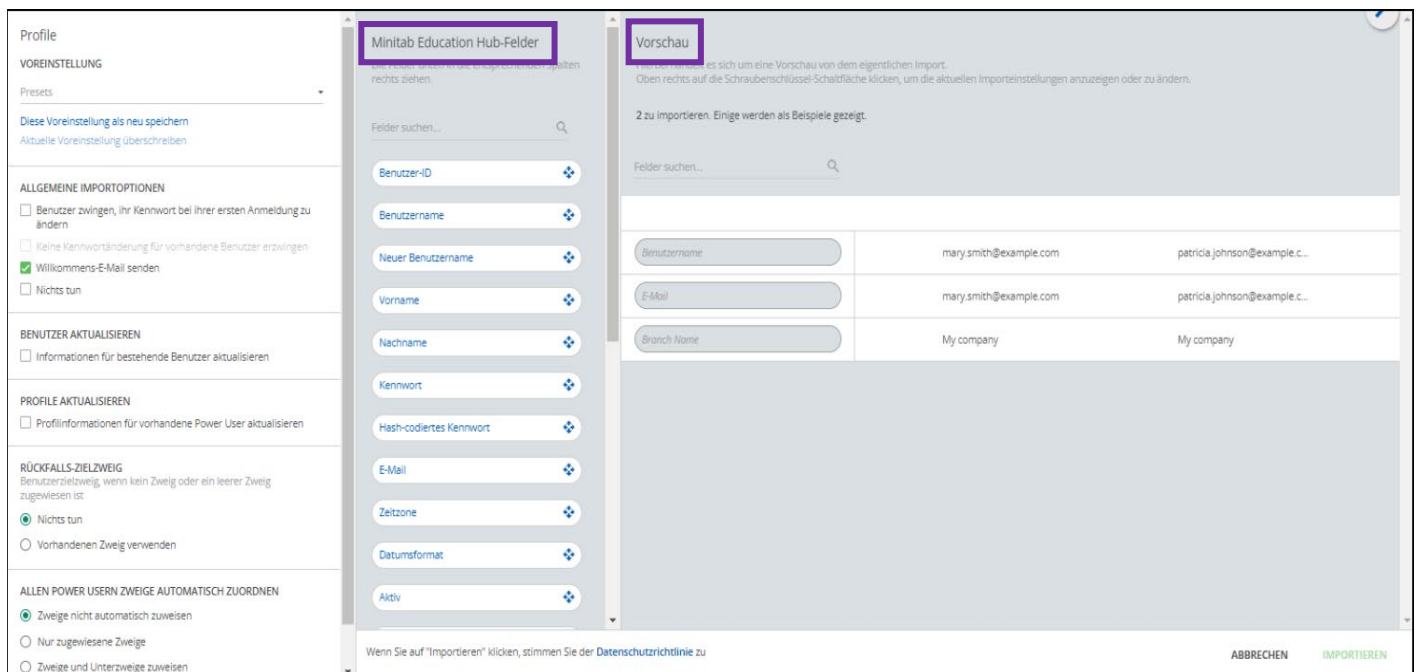 Profile
VOREINSTELLUNG
Presets
Diese Voreinstellung als neu speichern
Aktuelle Voreinstellung überschreiben
ALLGEMEINE IMPORTOPTIONEN
Benutzer zwingen, ihr Kennwort bei ihrer ersten Anmeldung zu
ändern
Keine Kennwortänderung für vorhandene Benutzer erzwingen
Willkommens-E-Mail senden
Nichts tun
BENUTZER AKTUALISIEREN
Informationen für bestehende Benutzer aktualisieren
PROFILE AKTUALISIEREN
Profilinformationen für vorhandene Power User aktualisieren
RÜCKFALLS-ZIELZWEIG
Benutzerzielzweig, wenn kein Zweig oder ein leerer Zweig
zugewiesen ist
Nichts tun
Vorhandenen Zweig verwenden
ALLEN POWER USERN ZWEIGE AUTOMATISCH ZUORDNEN
Zweige nicht automatisch zuweisen
Nur zugewiesene Zweige
Zweige und Unterzweige zuweisen
Minitab Education Hub-Felder
Spalten
rechts ziehen.
Felder suchen...
Benutzer-ID
Benutzername
Neuer Benutzername
Vorname
Nachname
Kennwort
Hash-codiertes Kennwort
E-Mail
Zeitzone
Datumsformat
Aktiv
Vorschau
es sich um eine Vorschau von dem eigentlichen Import.
Oben rechts auf die Schraubenschlüssel-Schaltfläche klicken, um die aktuellen Importeinstellungen anzuzeigen oder zu ändern.
2 zu importieren. Einige werden als Beispiele gezeigt.
Felder suchen...
Benutzername mary.smith@example.com patricia.johnson@example.c...
E-Mail mary.smith@example.com patricia.johnson@example.c...
Branch Name My company My company
Wenn Sie auf "Importieren" klicken, stimmen Sie der Datenschutzrichtlinie zu
ABBRECHEN IMPORTIEREN